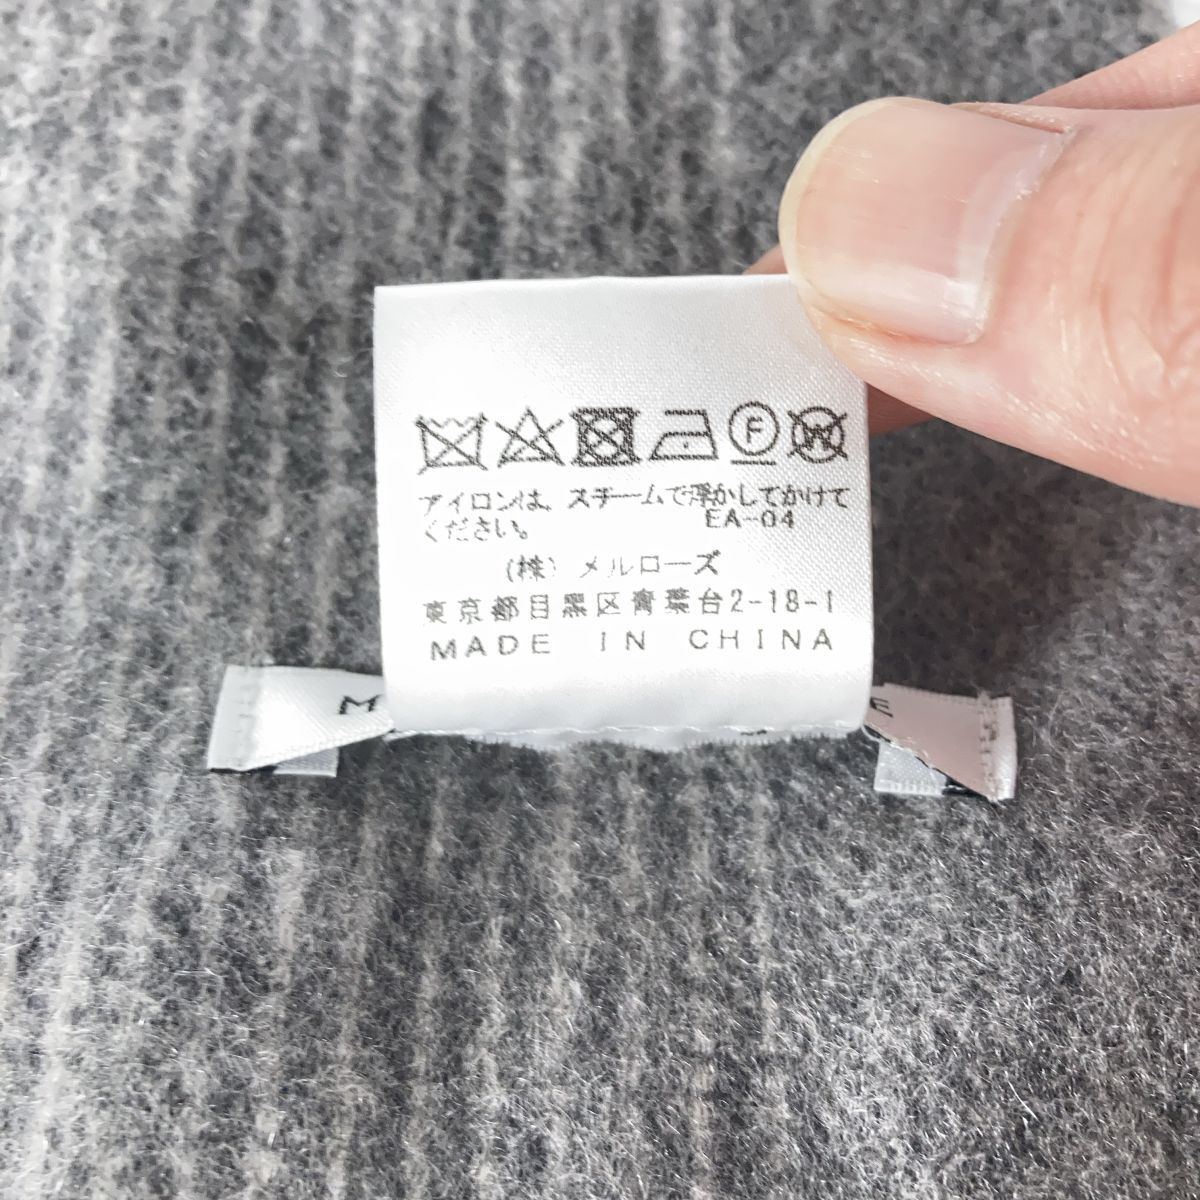 F W
アイロンは、スチームで浮かしてかけて
ください。 EA-04
(株) メルローズ
東京都目黒区青葉台2-18-1
MADE IN CHINA
M E